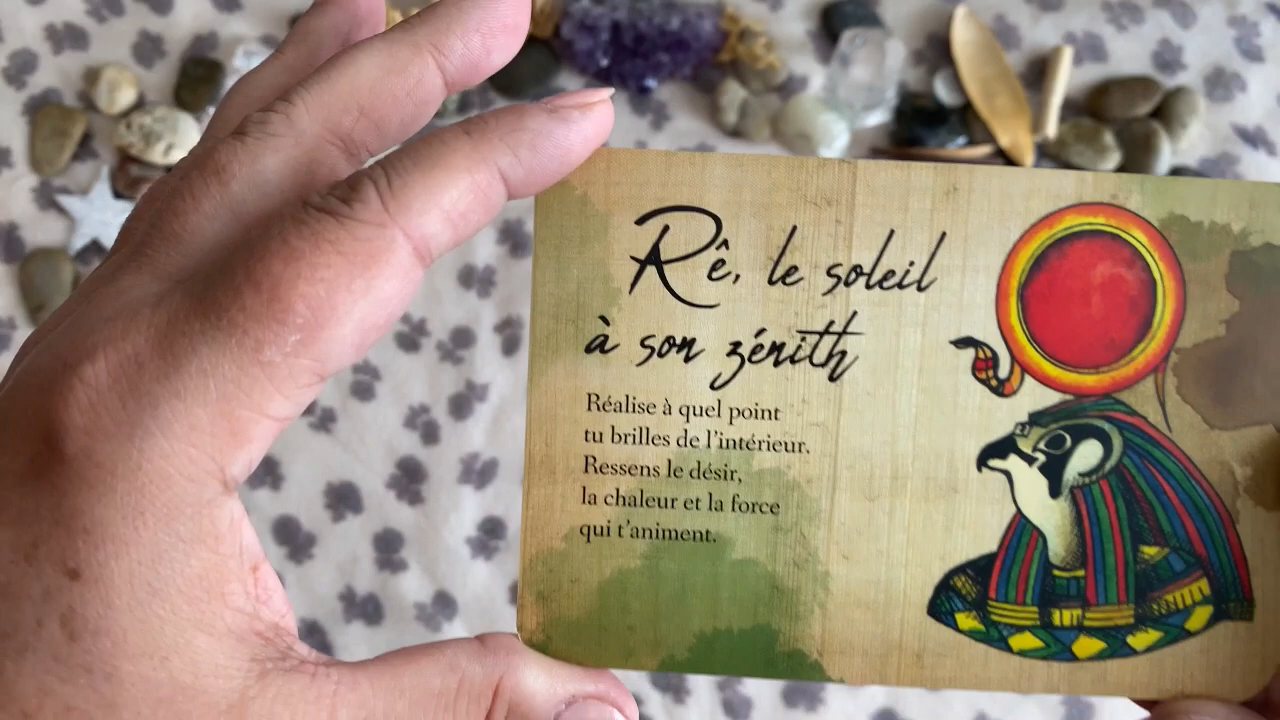 Rê, le soleil
à son zénith
Réalise à quel point
tu brilles de l'intérieur.
Ressens le désir,
la chaleur et la force
qui t'animent.